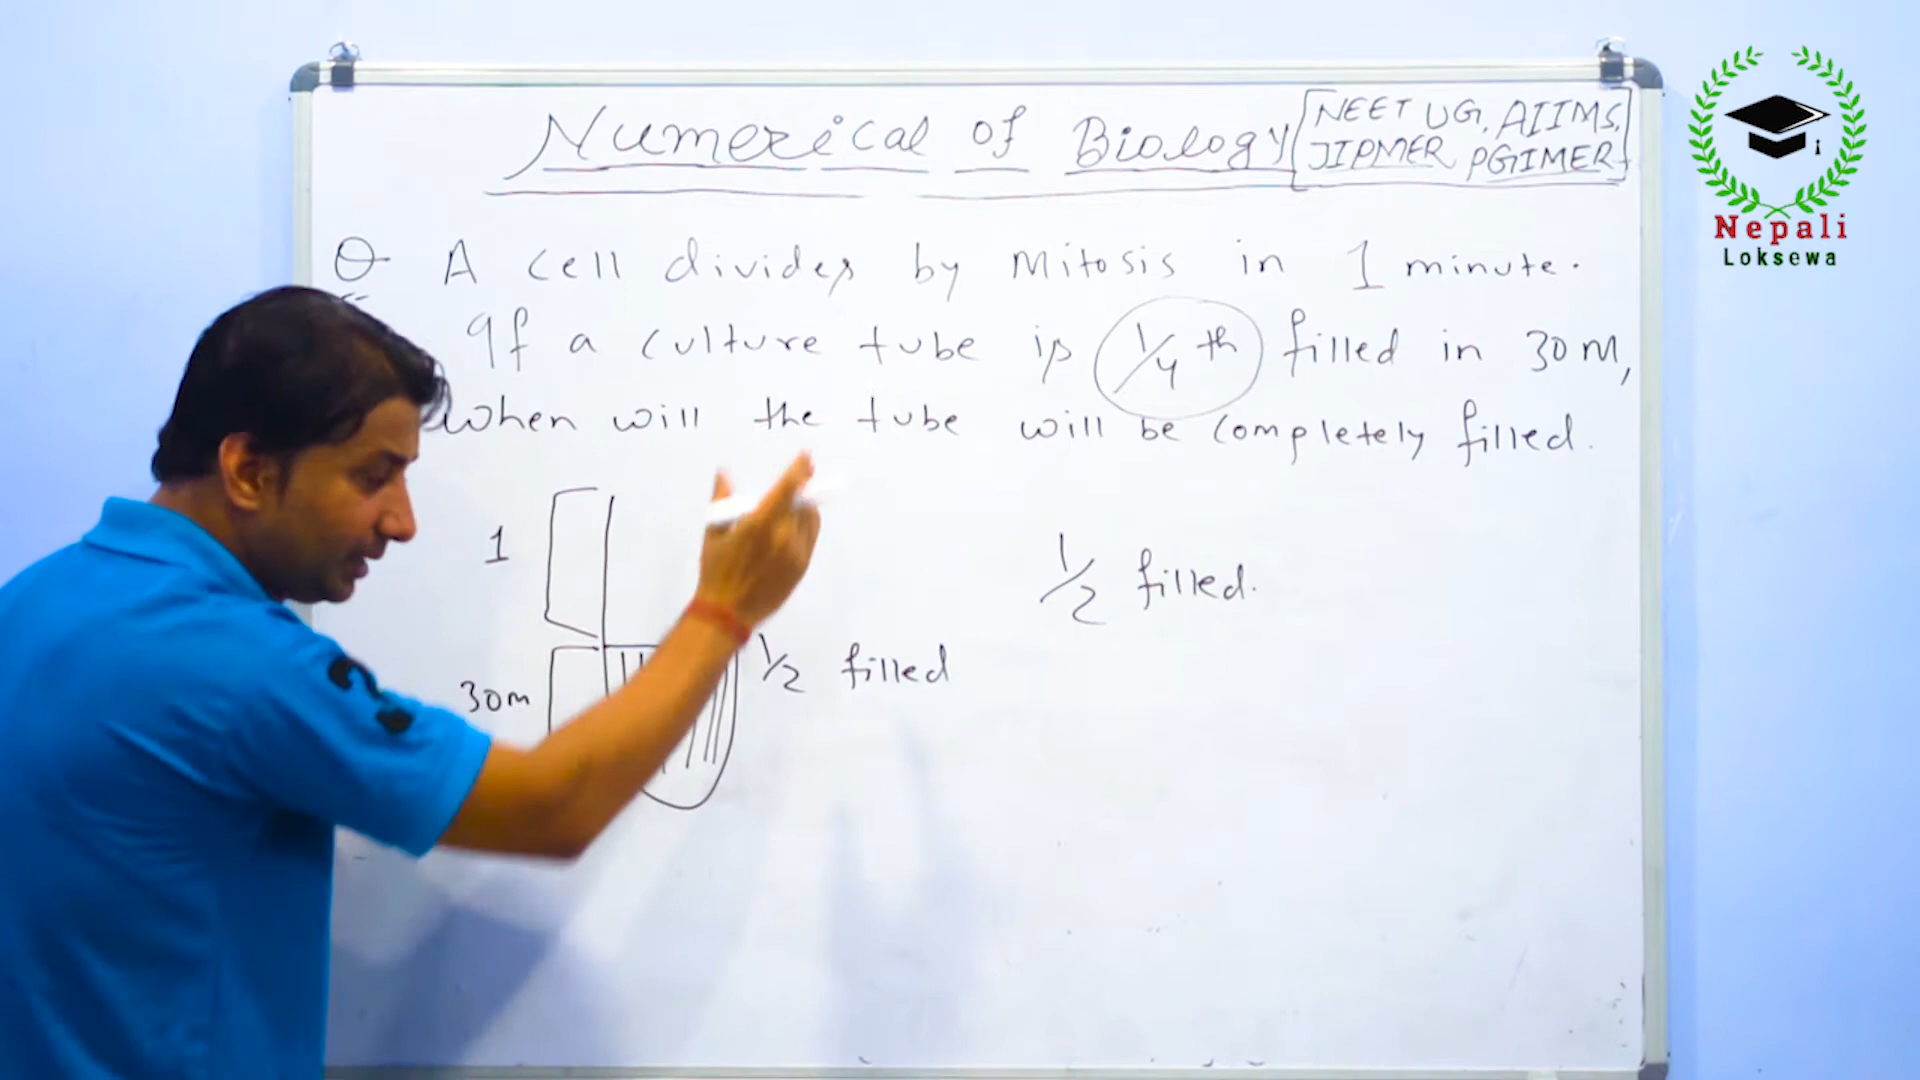 Numerical of Biology
NEET UG, AIIMS,
JIPMER PGIMER
Nepali
Loksewa
Q A cell divides by Mitosis in 1 minute.
If a culture tube is 1/4 th filled in 30 M,
when will the tube will be completely filled.
1
1/2 filled.
30m
1/2 filled